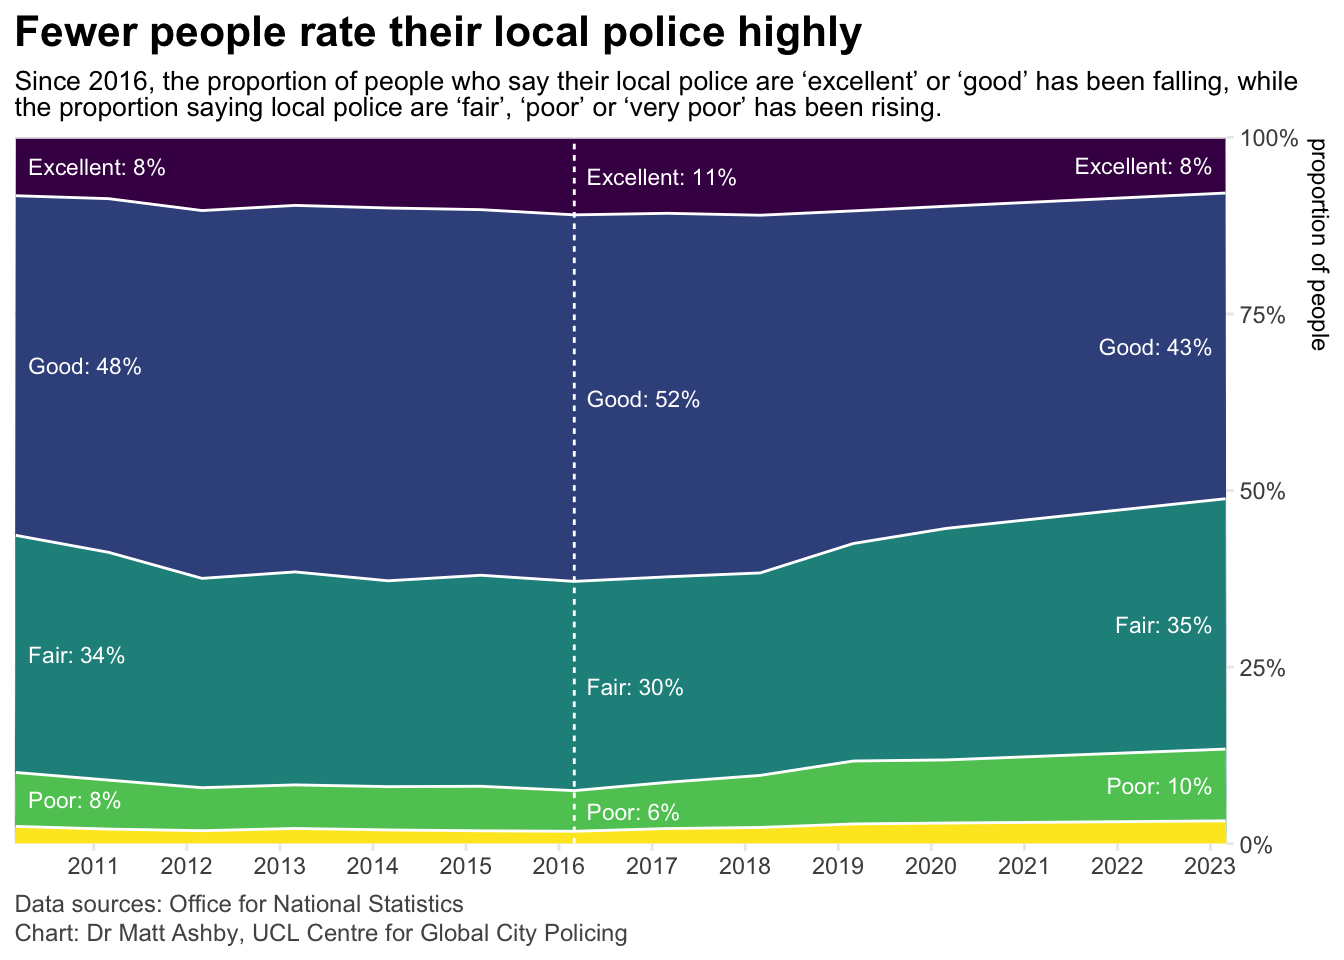 Fewer people rate their local police highly
Since 2016, the proportion of people who say their local police are ‘excellent’ or ‘good’ has been falling, while
the proportion saying local police are ‘fair’, ‘poor’ or ‘very poor’ has been rising.
100%
proportion of people
Excellent: 8%
Excellent: 11%
Excellent: 8%
75%
Good: 48%
Good: 52%
Good: 43%
50%
Fair: 34%
Fair: 30%
Fair: 35%
25%
Poor: 8%
Poor: 6%
Poor: 10%
0%
2011 2012 2013 2014 2015 2016 2017 2018 2019 2020 2021 2022 2023
Data sources: Office for National Statistics
Chart: Dr Matt Ashby, UCL Centre for Global City Policing